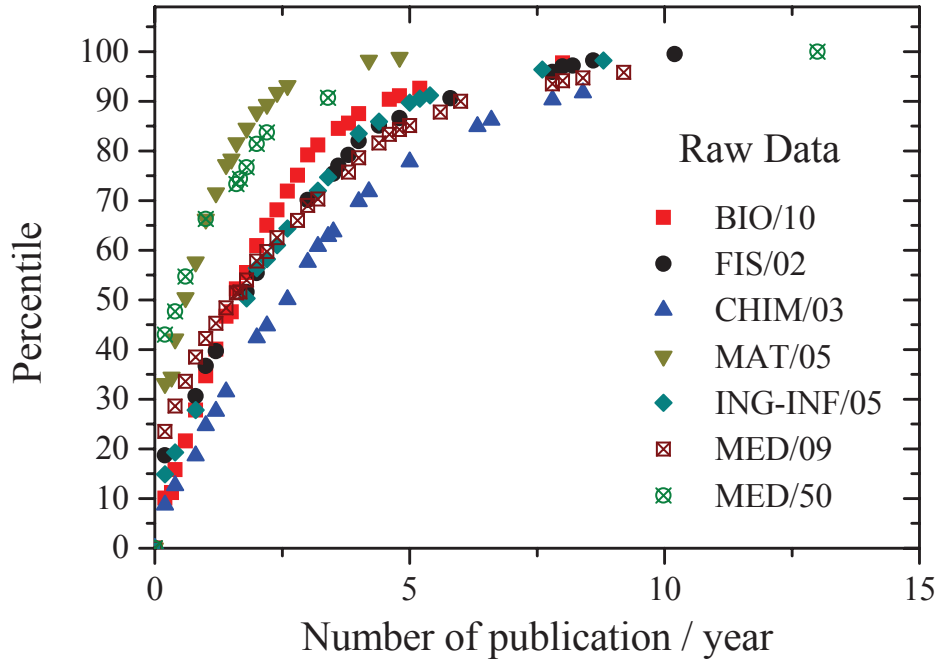 100
90
80
70
60
50
40
30
20
10
0
Percentile
Raw Data
BIO/10
FIS/02
CHIM/03
MAT/05
ING-INF/05
MED/09
MED/50
0 5 10 15
Number of publication / year